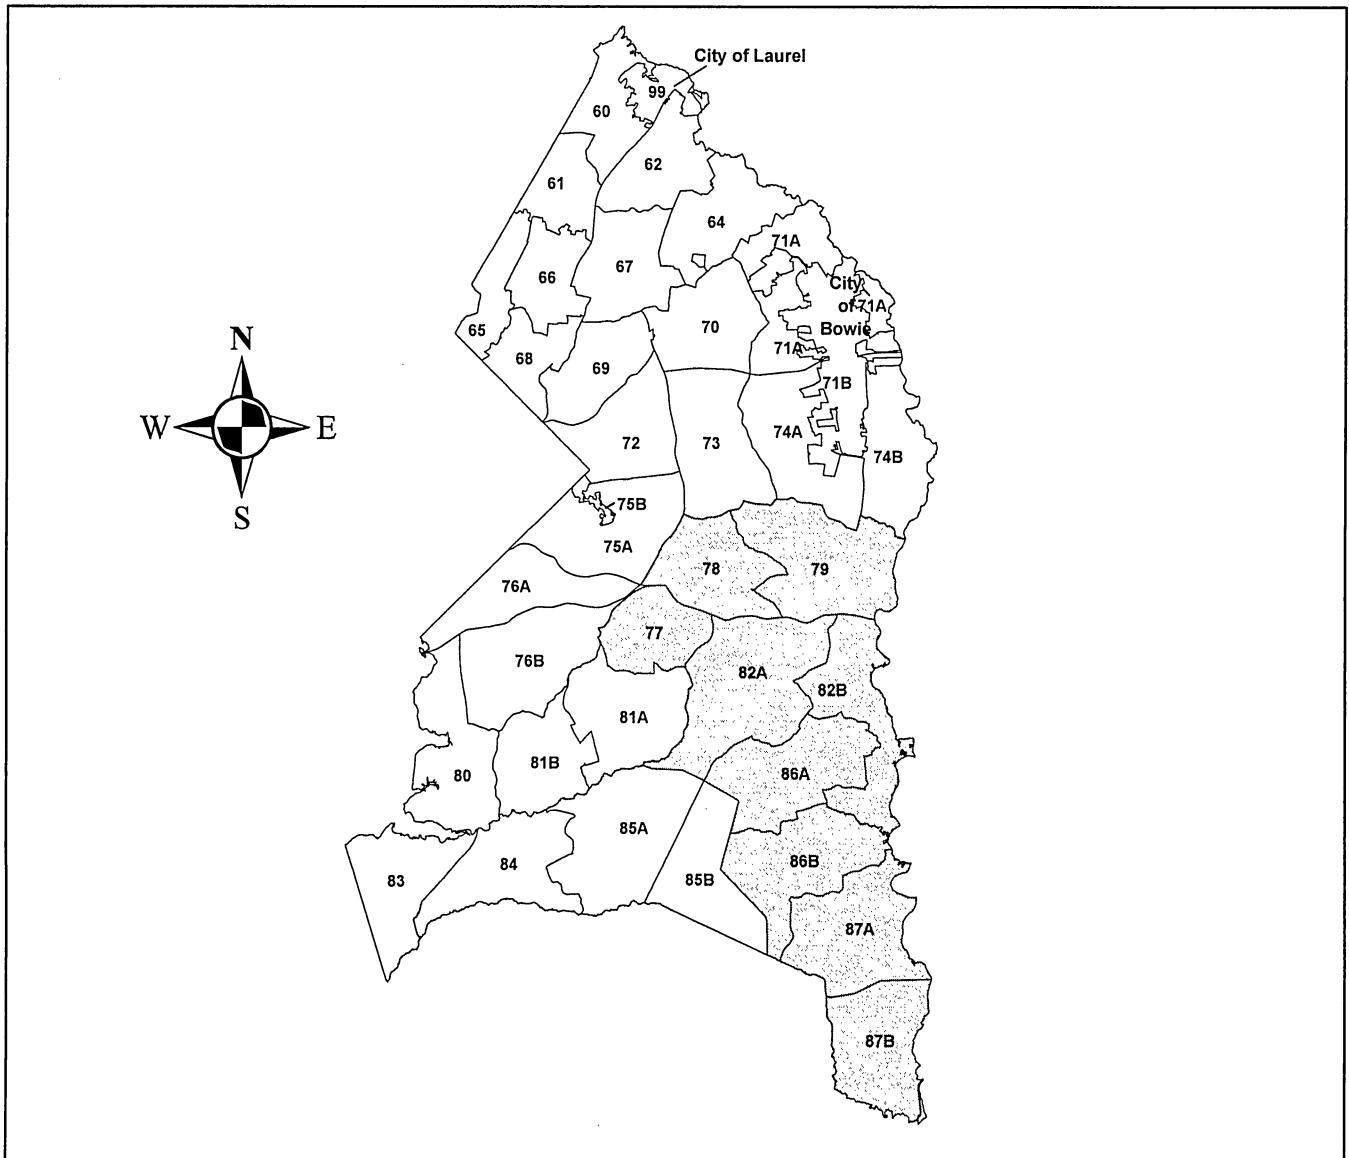 City of Laurel
99
60
62
61
64
71A
67
66
City
of 71A
Bowie
70
65
N
68
71A
69
71B
W
E
72
73
74A
74B
75B
S
75A
78
79
76A
77
76B
82A
82B
81A
81B
80
86A
85A
86B
84
85B
83
87A
87B